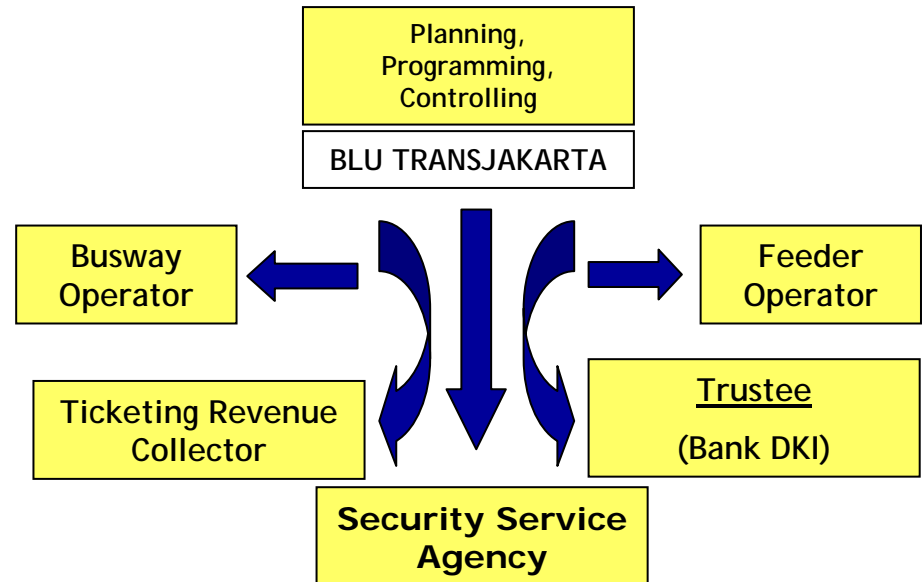 Planning,
Programming,
Controlling
BLU TRANSJAKARTA
Busway
Operator
Feeder
Operator
Ticketing Revenue
Collector
Trustee
(Bank DKI)
Security Service
Agency